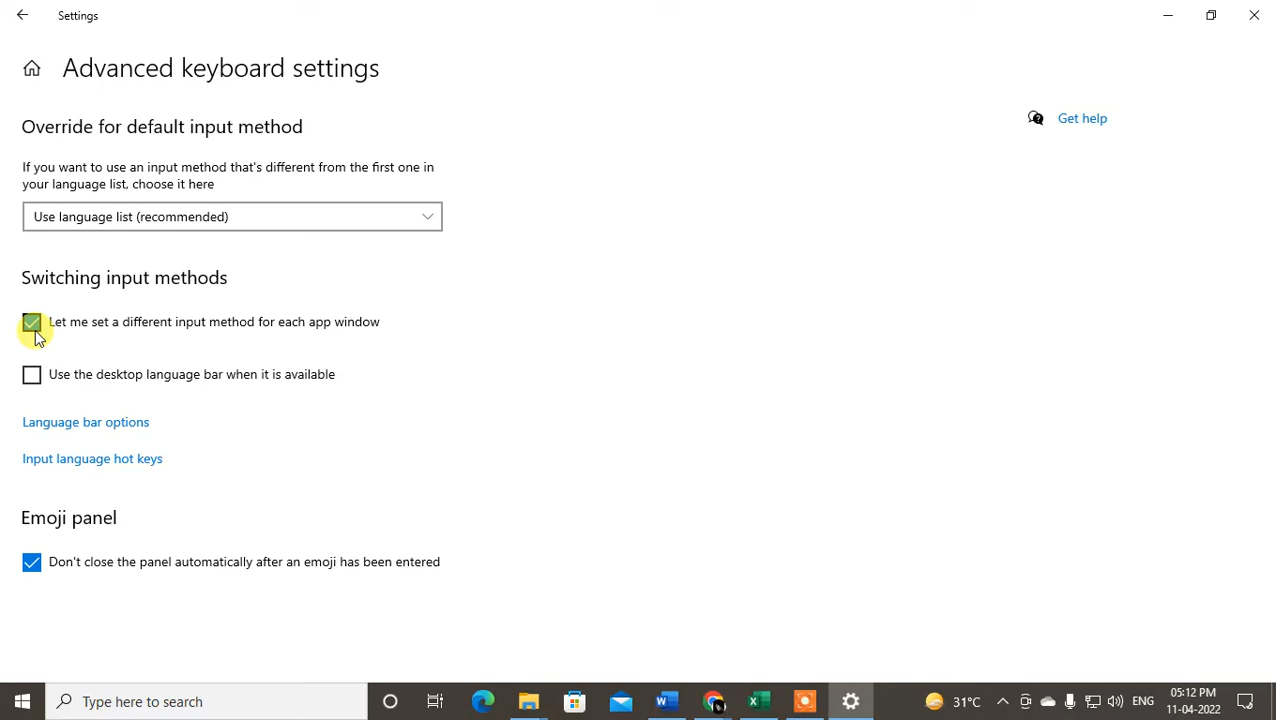 Settings
Advanced keyboard settings
Override for default input method
Get help
If you want to use an input method that's different from the first one in
your language list, choose it here
Use language list (recommended)
Switching input methods
Let me set a different input method for each app window
Use the desktop language bar when it is available
Language bar options
Input language hot keys
Emoji panel
Don't close the panel automatically after an emoji has been entered
Type here to search
31°C
ENG
05:12 PM
11-04-2022